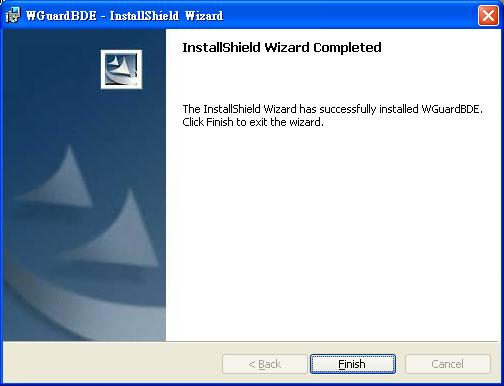 WGuardBDE - InstallShield Wizard
InstallShield Wizard Completed
The InstallShield Wizard has successfully installed WGuardBDE.
Click Finish to exit the wizard.
< Back
Finish
Cancel